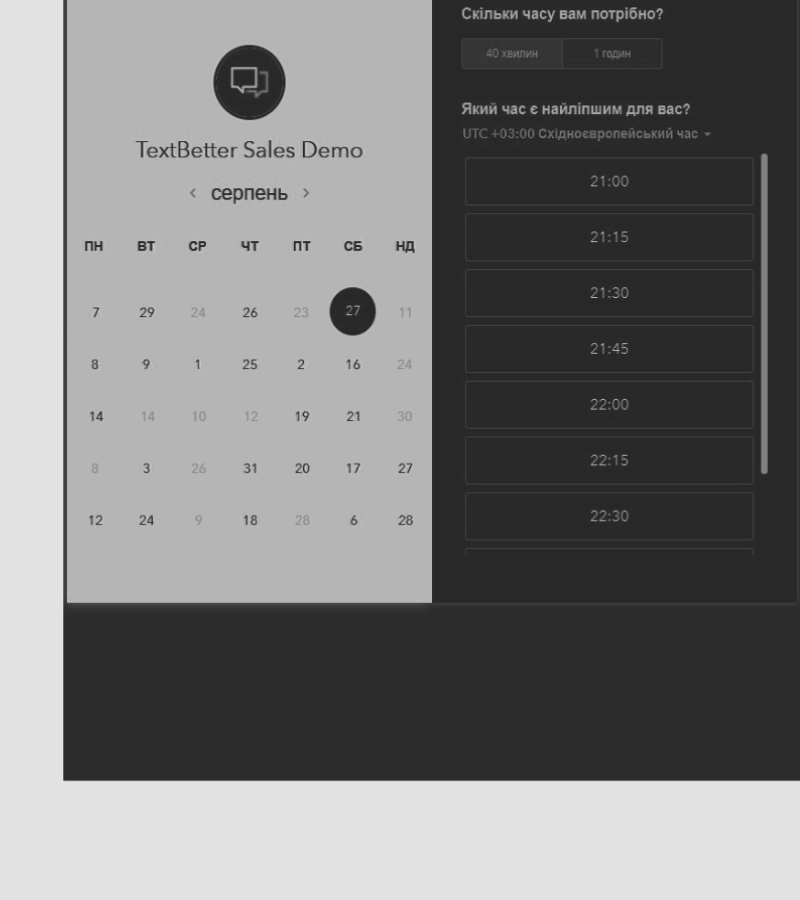 TextBetter Sales Demo
серпень
ПН ВТ СР ЧТ ПТ СБ НД
7 29 24 26 23 27 11
8 9 1 25 2 16 24
14 14 10 12 19 21 30
8 3 26 31 20 17 27
12 24 9 18 28 6 28
Скільки часу вам потрібно?
40 хвилин 1 годин
Який час є найліпшим для вас?
UTC +03:00 Східноєвропейський час
21:00
21:15
21:30
21:45
22:00
22:15
22:30